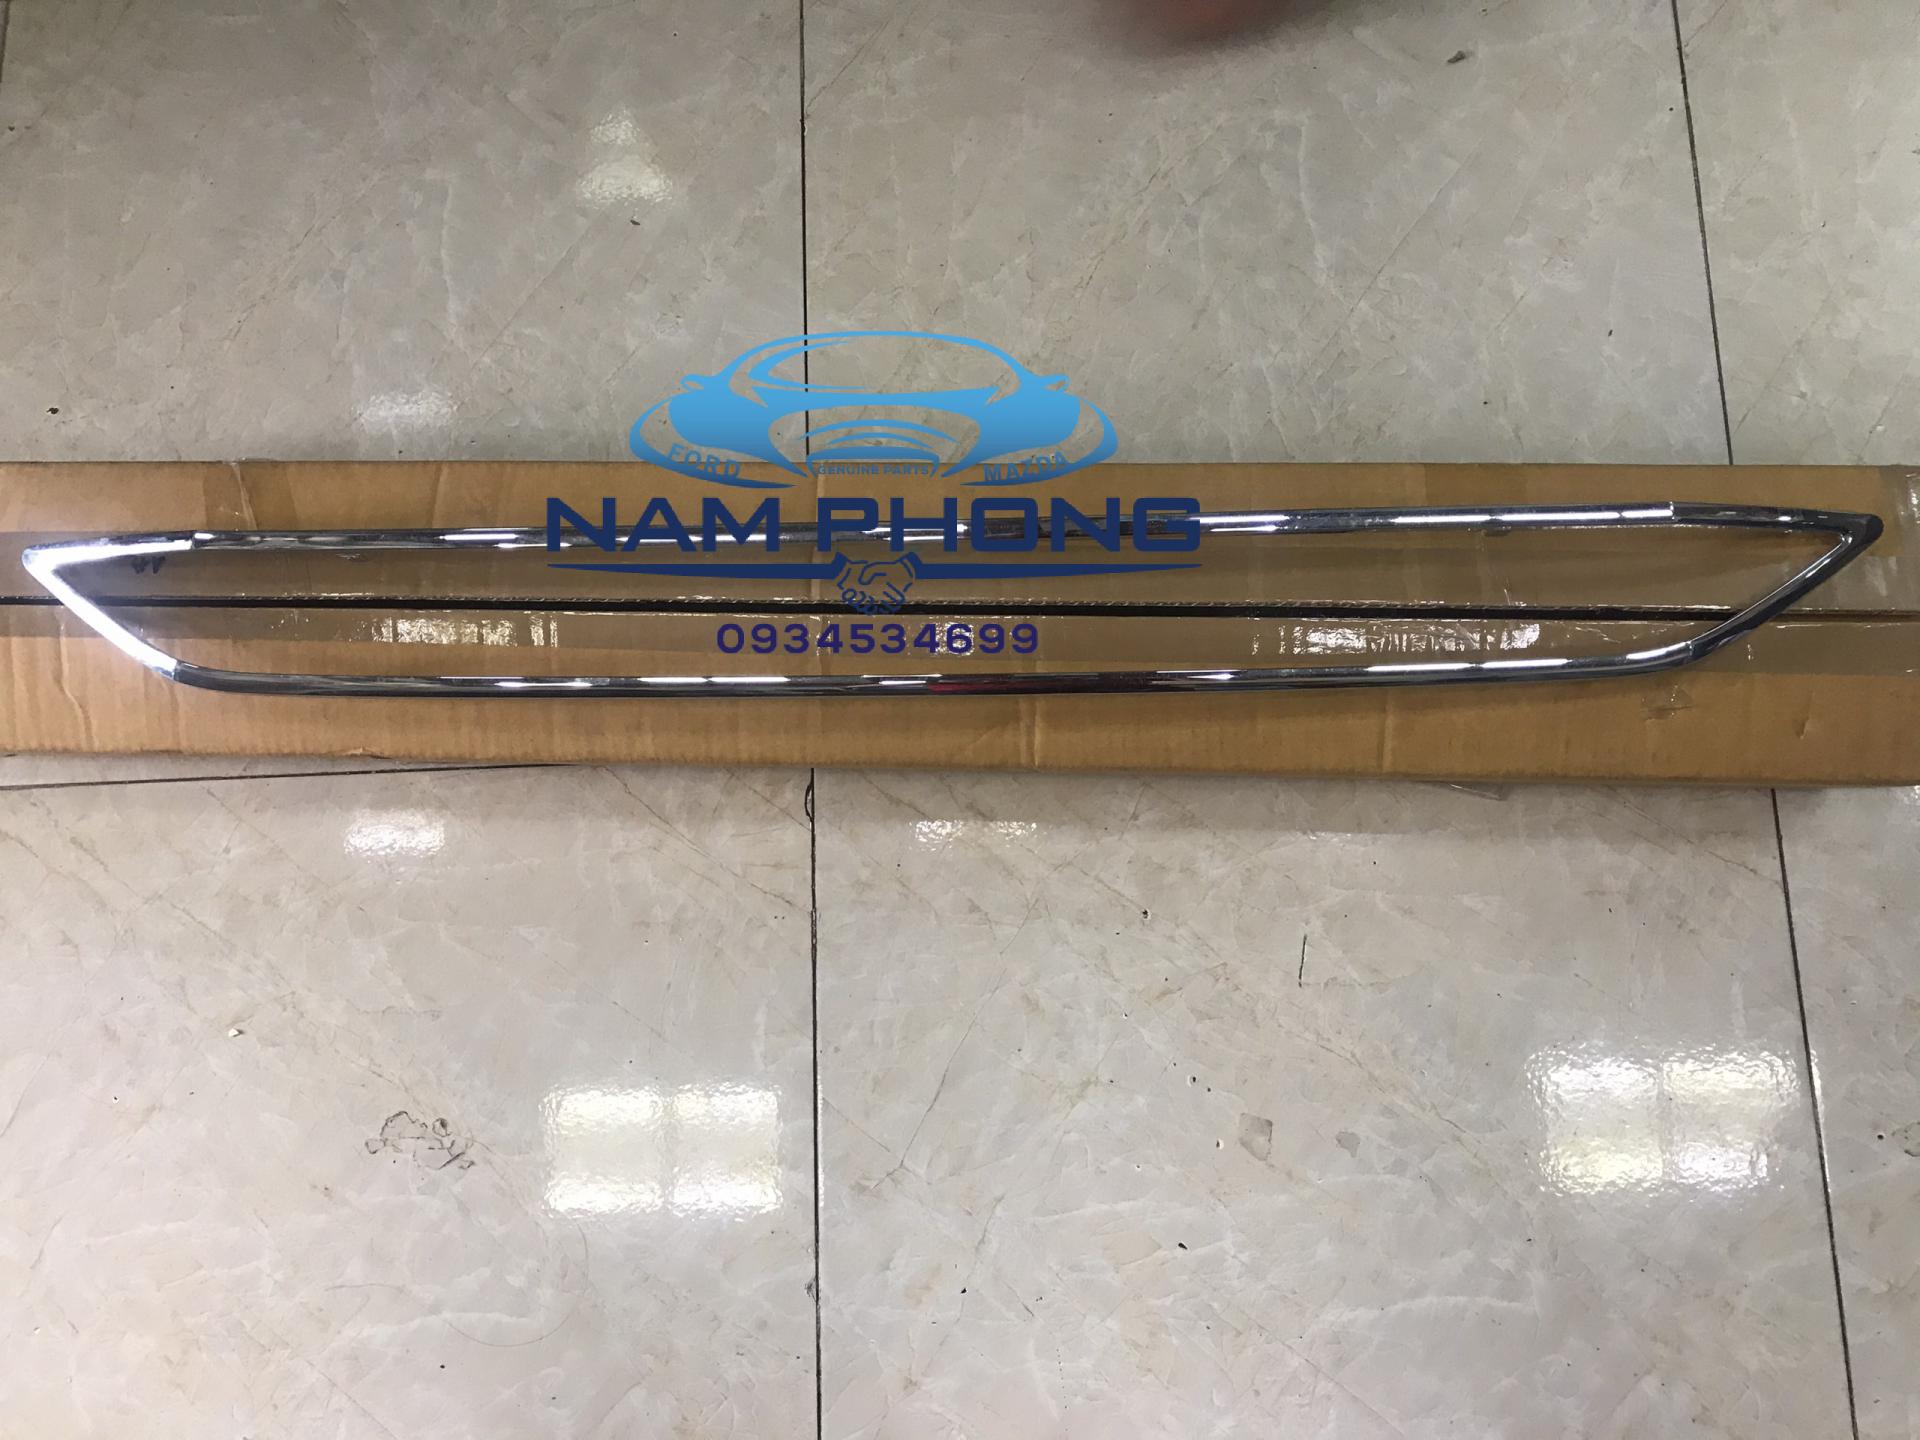 FORD GENUINE PARTS MAZDA
NAM PHONG
0934534699